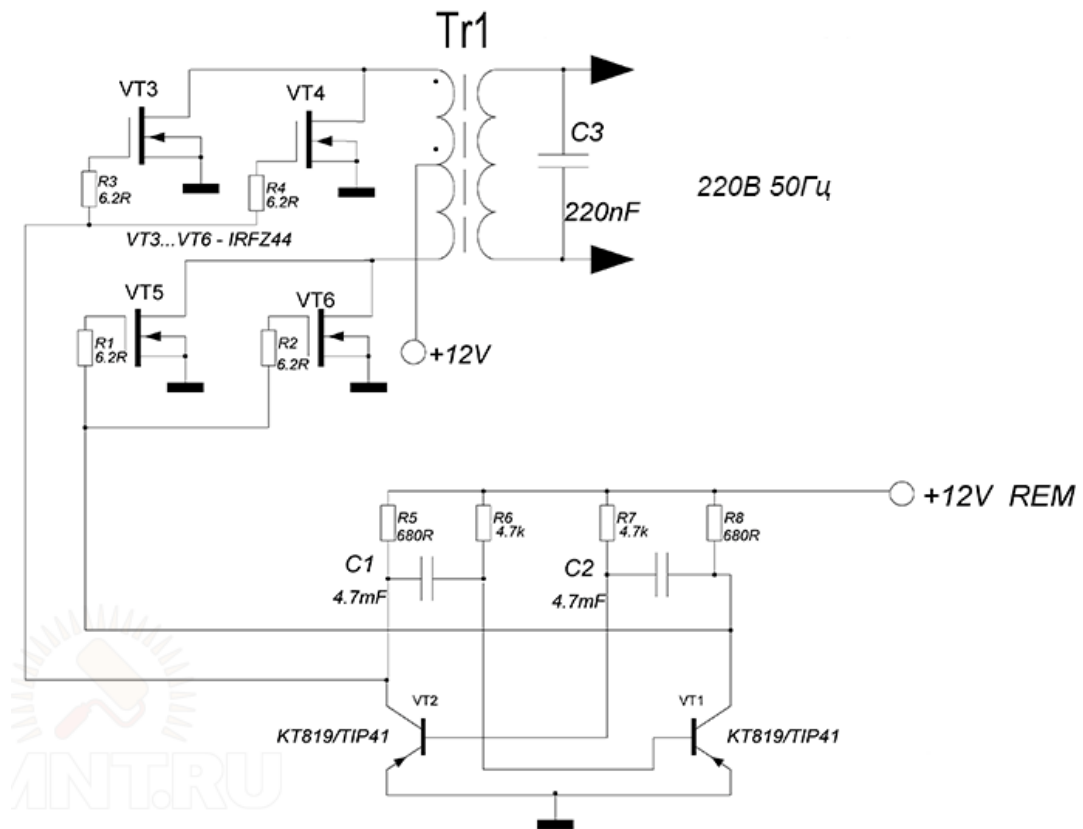 Tr1
VT3
VT4
R3
6.2R
R4
6.2R
C3
220nF
220В 50Гц
VT3...VT6 - IRFZ44
VT5
VT6
R1
6.2R
R2
6.2R
+12V
+12V REM
R5
680R
R6
4.7k
R7
4.7k
R8
680R
C1
4.7mF
C2
4.7mF
VT2
VT1
KT819/TIP41
KT819/TIP41
MNT.RU